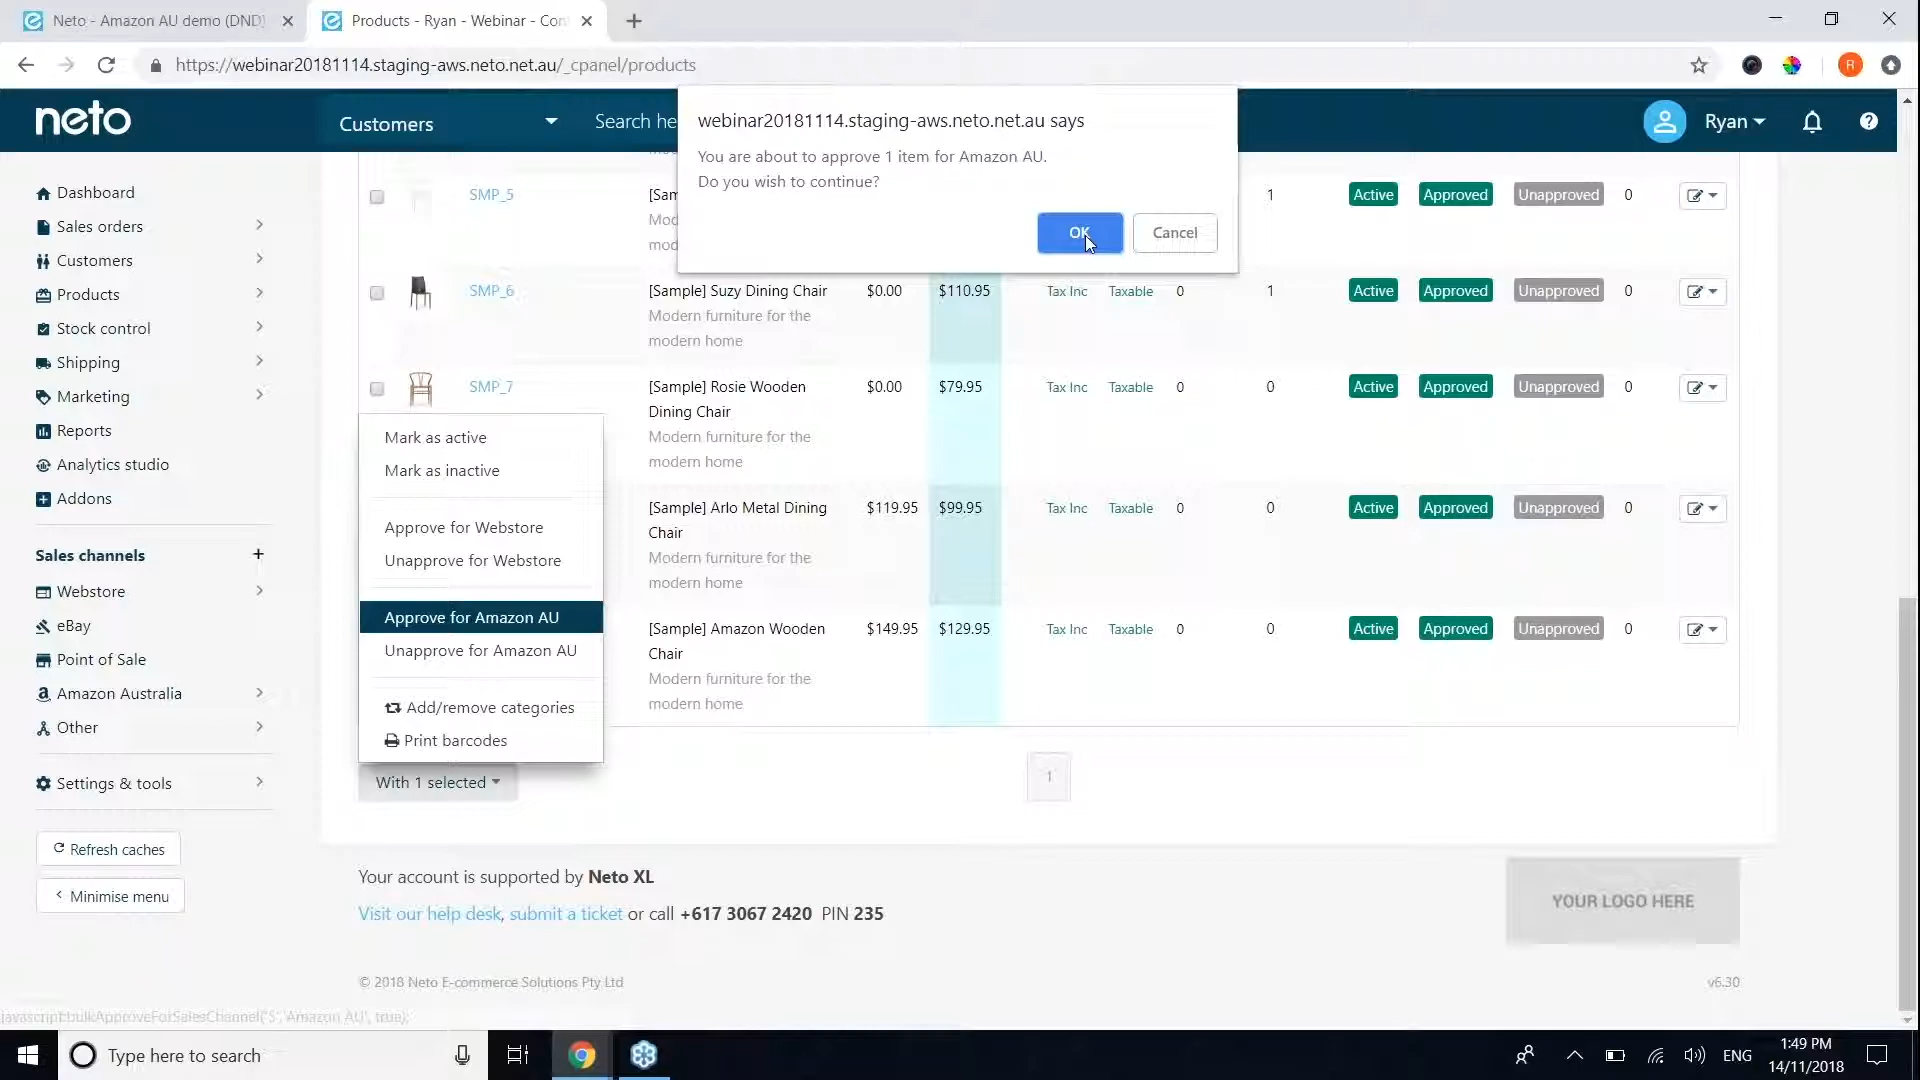 Neto - Amazon AU demo (DND)
Products - Ryan - Webinar - Con
https://webinar20181114.staging-aws.neto.net.au/_cpanel/products
R
neto
Customers
Search he
Ryan
webinar20181114.staging-aws.neto.net.au says
You are about to approve 1 item for Amazon AU.
Do you wish to continue?
OK
Cancel
Dashboard
Sales orders
Customers
Products
Stock control
Shipping
Marketing
Reports
Analytics studio
Addons
Sales channels +
Webstore
eBay
Point of Sale
Amazon Australia
Other
Settings & tools
Refresh caches
Minimise menu
SMP_5 [Sam 1 Active Approved Unapproved 0
Mod
mod
SMP_6 [Sample] Suzy Dining Chair $0.00 $110.95 Tax Inc Taxable 0 1 Active Approved Unapproved 0
Modern furniture for the
modern home
SMP_7 [Sample] Rosie Wooden $0.00 $79.95 Tax Inc Taxable 0 0 Active Approved Unapproved 0
Dining Chair
Modern furniture for the
modern home
[Sample] Arlo Metal Dining $119.95 $99.95 Tax Inc Taxable 0 0 Active Approved Unapproved 0
Chair
Modern furniture for the
modern home
[Sample] Amazon Wooden $149.95 $129.95 Tax Inc Taxable 0 0 Active Approved Unapproved 0
Chair
Modern furniture for the
modern home
Mark as active
Mark as inactive
Approve for Webstore
Unapprove for Webstore
Approve for Amazon AU
Unapprove for Amazon AU
Add/remove categories
Print barcodes
With 1 selected
1
Your account is supported by Neto XL
Visit our help desk, submit a ticket or call +617 3067 2420 PIN 235
YOUR LOGO HERE
© 2018 Neto E-commerce Solutions Pty Ltd
v6.30
javascript:bulkApproveForSalesChannel('S','Amazon AU', true);
Type here to search
ENG
1:49 PM
14/11/2018